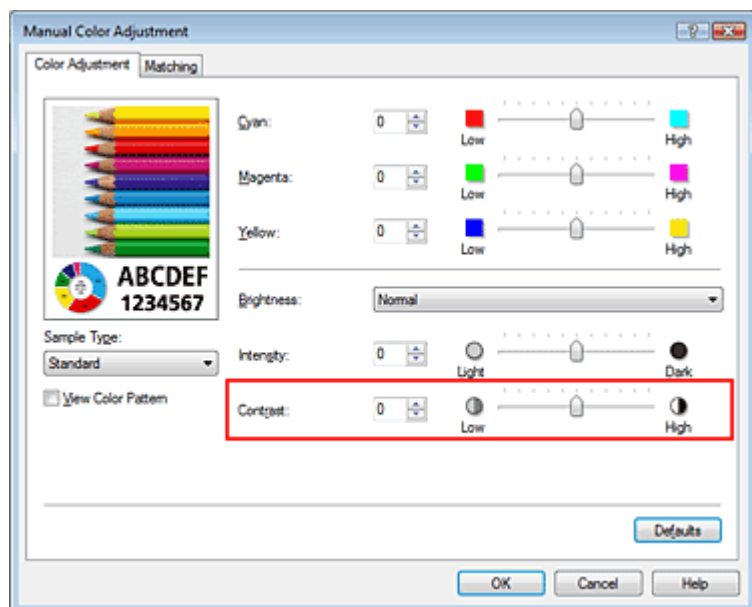 Manual Color Adjustment
Color Adjustment Matching
Cyan: 0 Low High
Magenta: 0 Low High
Yellow: 0 Low High
ABCDEF
1234567
Brightness: Normal
Sample Type:
Standard
Intensity: 0 Light Dark
View Color Pattern
Contrast: 0 Low High
Defaults
OK Cancel Help